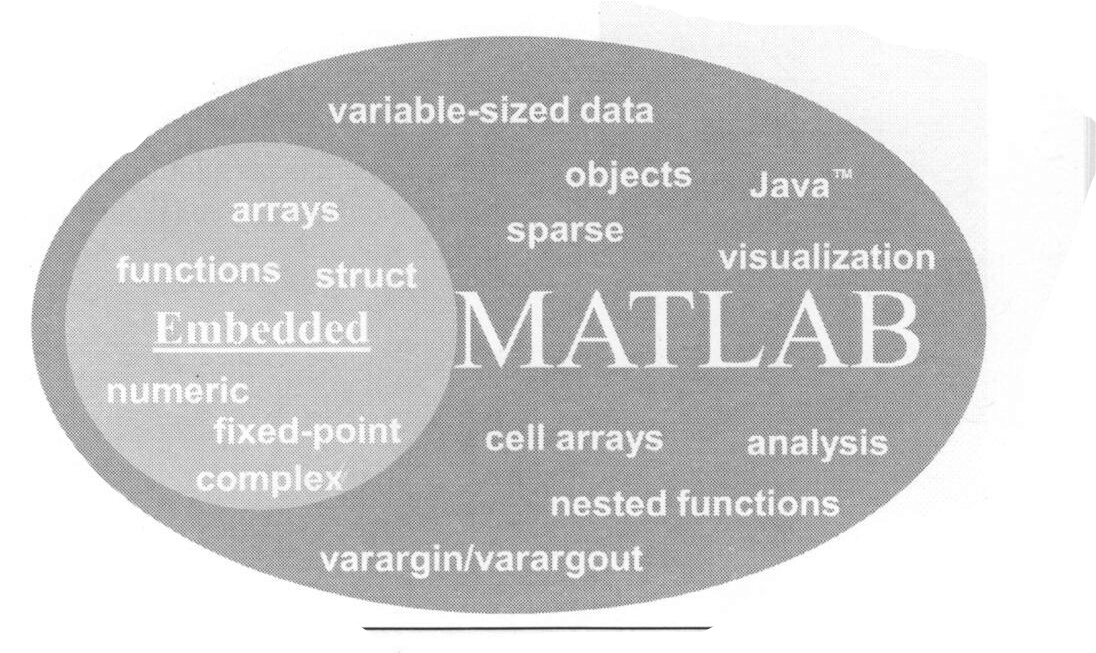 variable-sized data
objects
Java™
arrays
sparse
functions
struct
visualization
Embedded
MATLAB
numeric
fixed-point
cell arrays
analysis
complex
nested functions
varargin/varargout